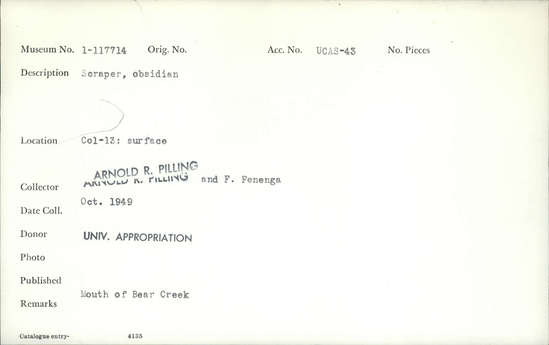 Museum No. 1-117714 Orig. No. Acc. No. UCAS-43 No. Pieces
Description Scraper, obsidian
Location Col-13: surface
ARNOLD R. PILLING
Collector ARNOLD R. PILLING and F. Fenenga
Date Coll. Oct. 1949
Donor UNIV. APPROPRIATION
Photo
Published
Remarks Mouth of Bear Creek
Catalogue entry- 4135